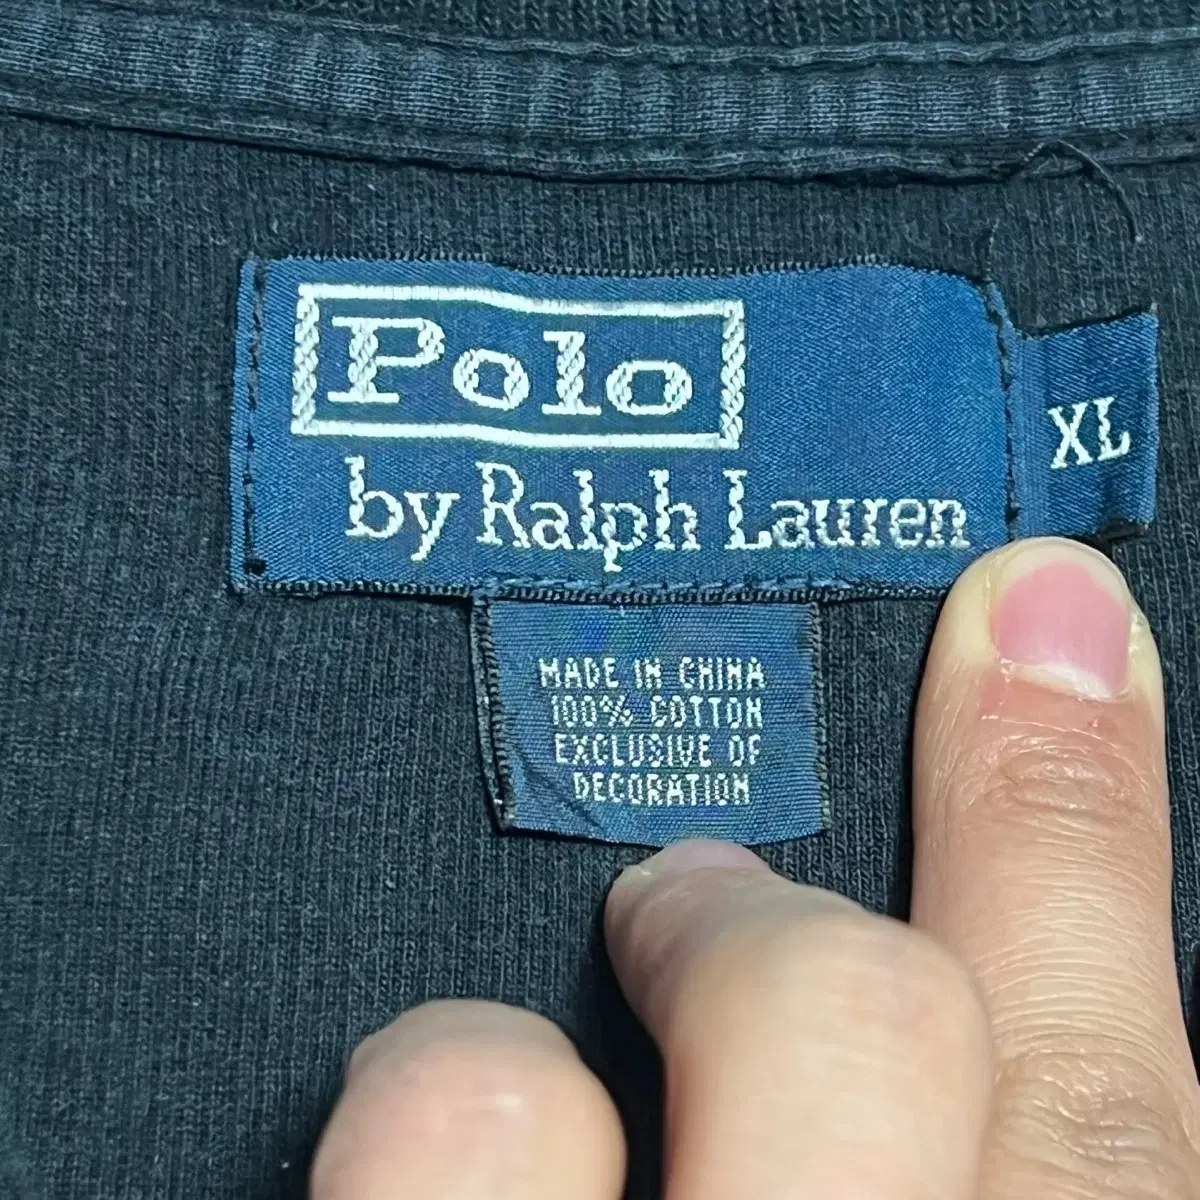 Polo
by Ralph Lauren
XL
MADE IN CHINA
100% COTTON
EXCLUSIVE OF
DECORATION